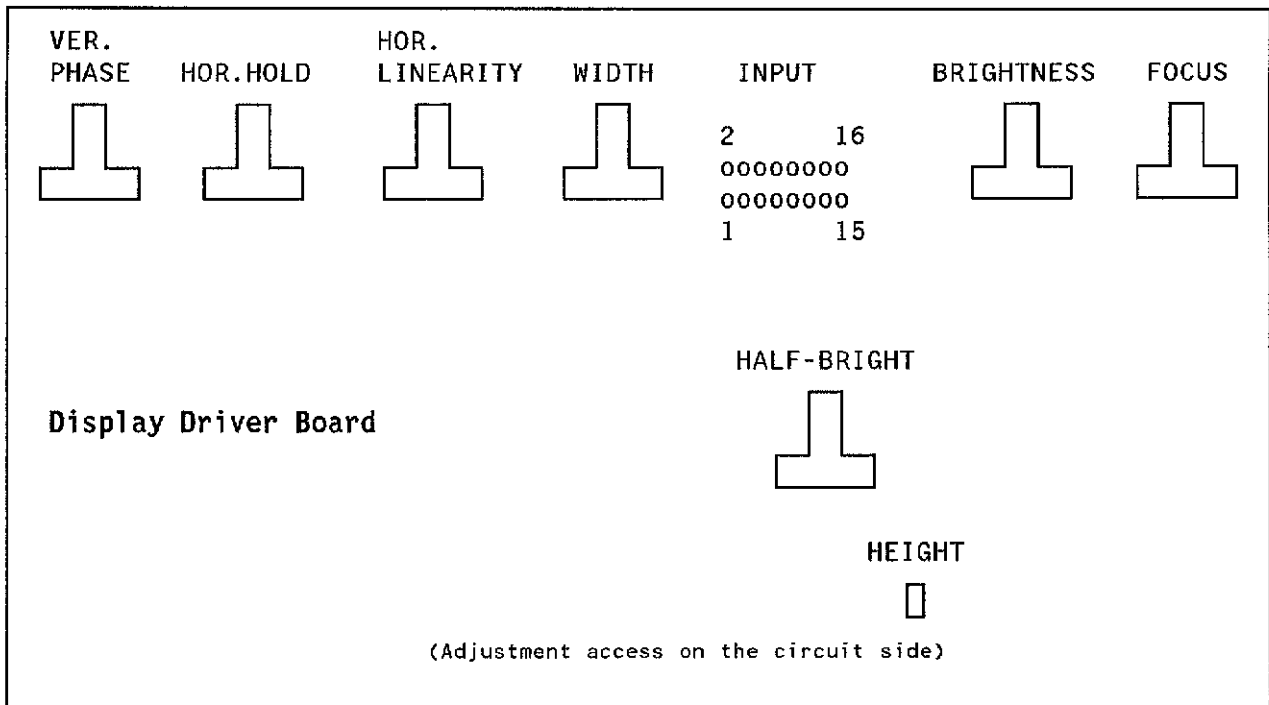 VER. HOR.
PHASE HOR.HOLD LINEARITY WIDTH INPUT BRIGHTNESS FOCUS
2 16
oooooooo
oooooooo
1 15
HALF-BRIGHT
Display Driver Board
HEIGHT
(Adjustment access on the circuit side)